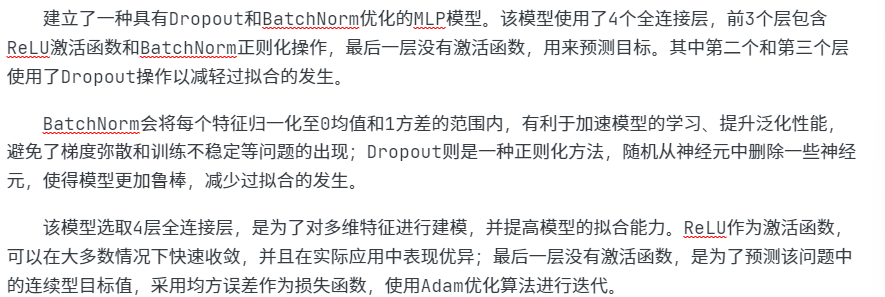 建立了一种具有Dropout和BatchNorm优化的MLP模型。该模型使用了4个全连接层，前3个层包含
ReLU激活函数和BatchNorm正则化操作，最后一层没有激活函数，用来预测目标。其中第二个和第三个层
使用了Dropout操作以减轻过拟合的发生。
BatchNorm会将每个特征归一化至0均值和1方差的范围内，有利于加速模型的学习、提升泛化性能，
避免了梯度弥散和训练不稳定等问题的出现；Dropout则是一种正则化方法，随机从神经元中删除一些神经
元，使得模型更加鲁棒，减少过拟合的发生。
该模型选取4层全连接层，是为了对多维特征进行建模，并提高模型的拟合能力。ReLU作为激活函数，
可以在大多数情况下快速收敛，并且在实际应用中表现优异；最后一层没有激活函数，是为了预测该问题中
的连续型目标值，采用均方误差作为损失函数，使用Adam优化算法进行迭代。